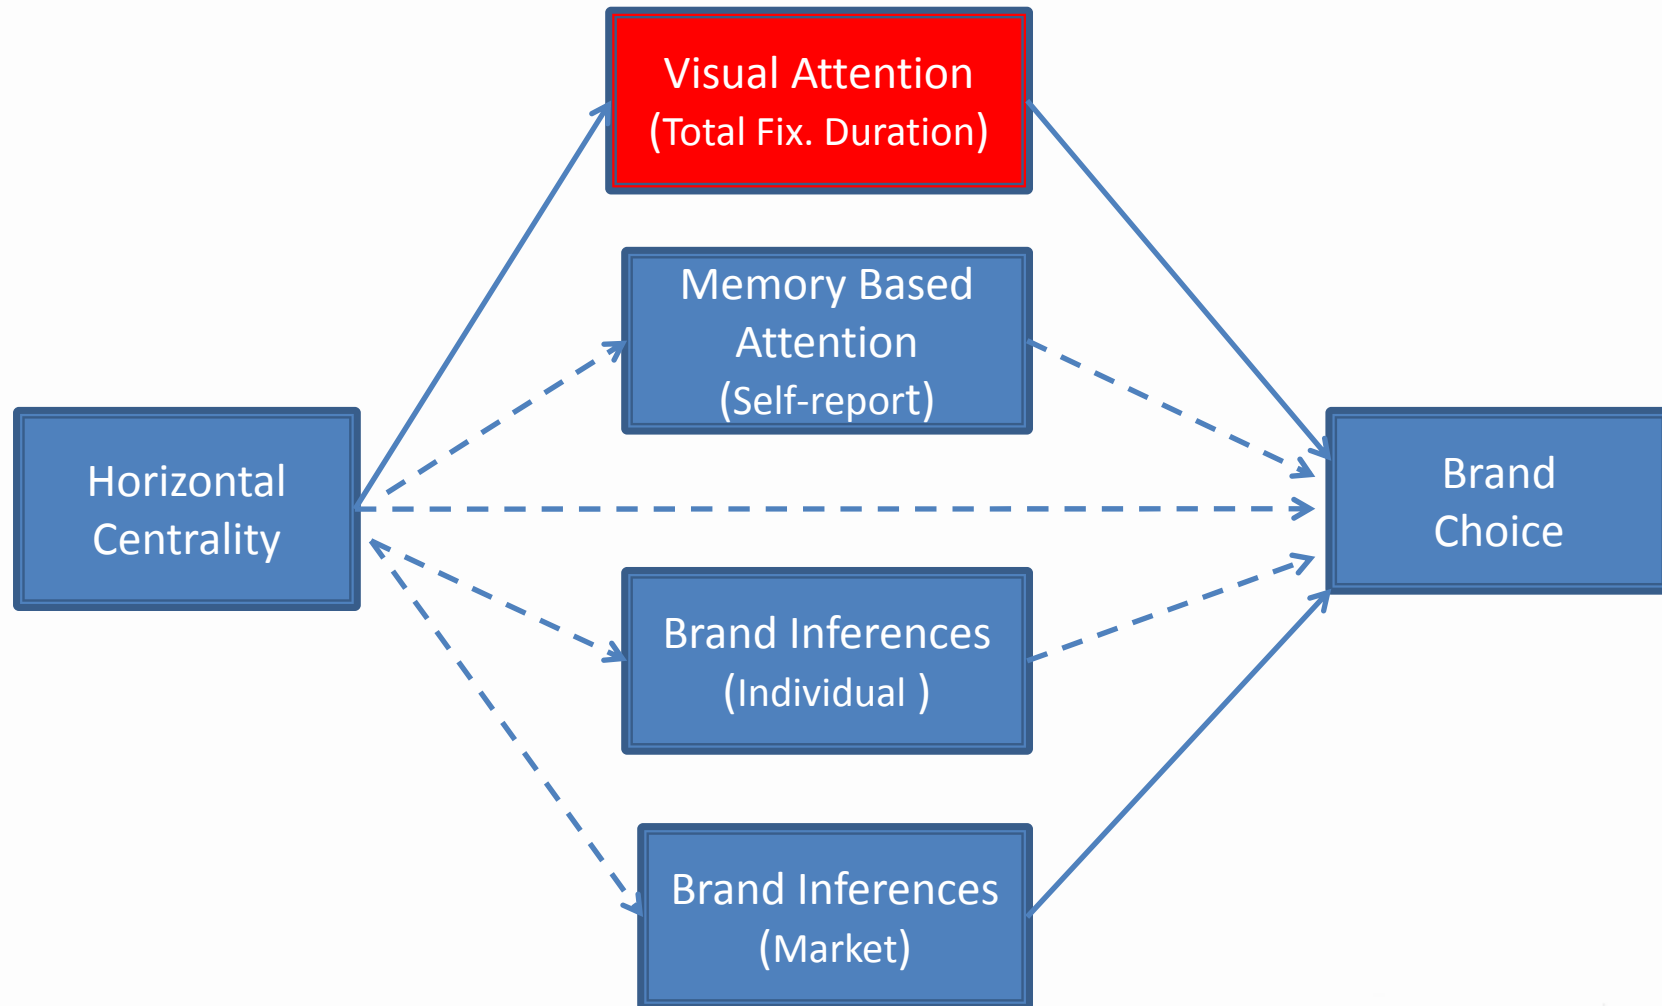 Visual Attention
(Total Fix. Duration)
Memory Based
Attention
(Self-report)
Horizontal
Centrality
Brand
Choice
Brand Inferences
(Individual )
Brand Inferences
(Market)